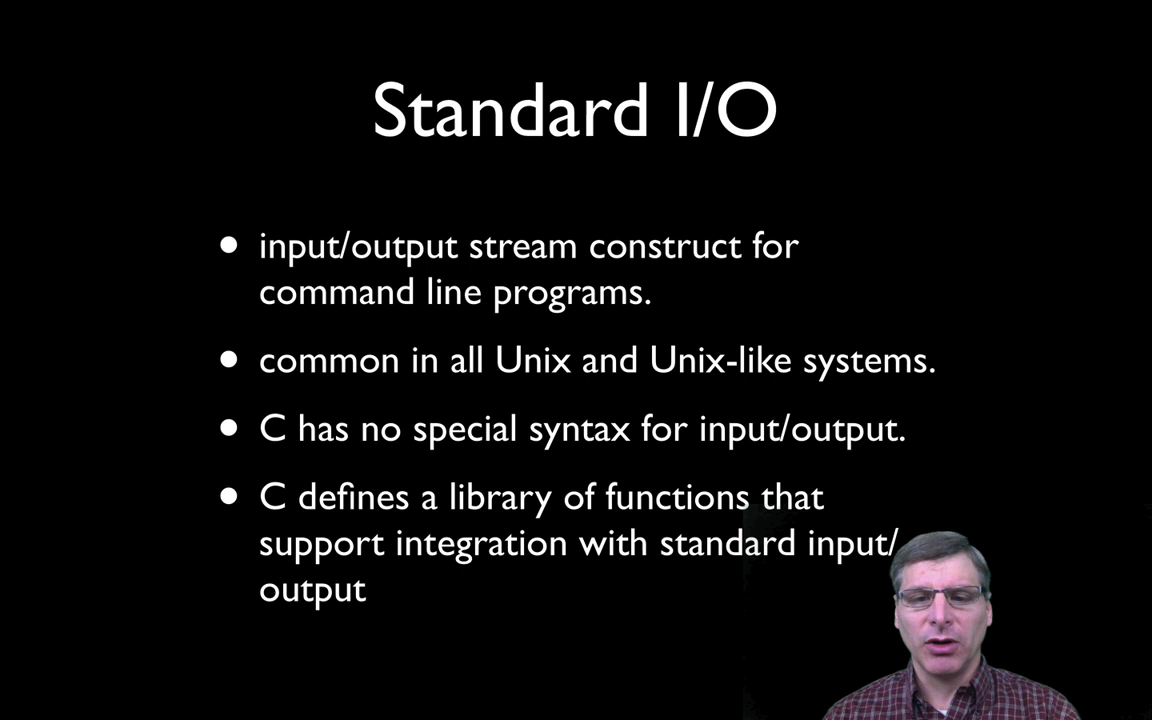 Standard I/O
• input/output stream construct for
command line programs.
• common in all Unix and Unix-like systems.
• C has no special syntax for input/output.
• C defines a library of functions that
support integration with standard input/
output